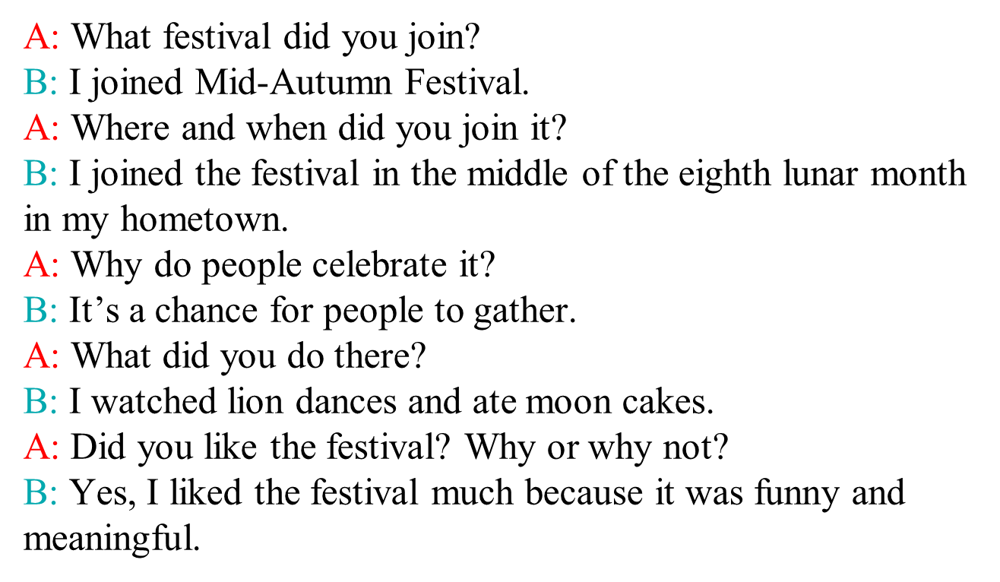 A: What festival did you join?
B: I joined Mid-Autumn Festival.
A: Where and when did you join it?
B: I joined the festival in the middle of the eighth lunar month
in my hometown.
A: Why do people celebrate it?
B: It’s a chance for people to gather.
A: What did you do there?
B: I watched lion dances and ate moon cakes.
A: Did you like the festival? Why or why not?
B: Yes, I liked the festival much because it was funny and
meaningful.